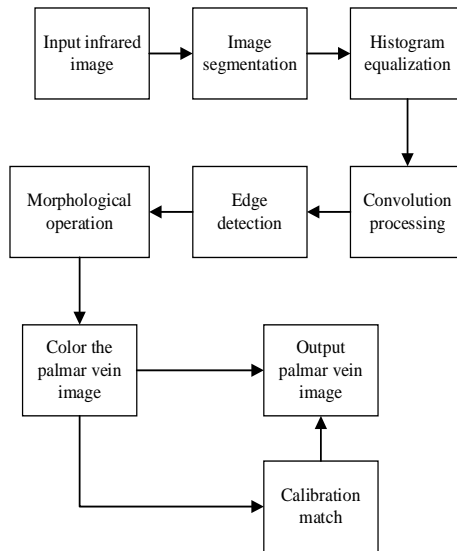 Input infrared
image
Image
segmentation
Histogram
equalization
Morphological
operation
Edge
detection
Convolution
processing
Color the
palmar vein
image
Output
palmar vein
image
Calibration
match